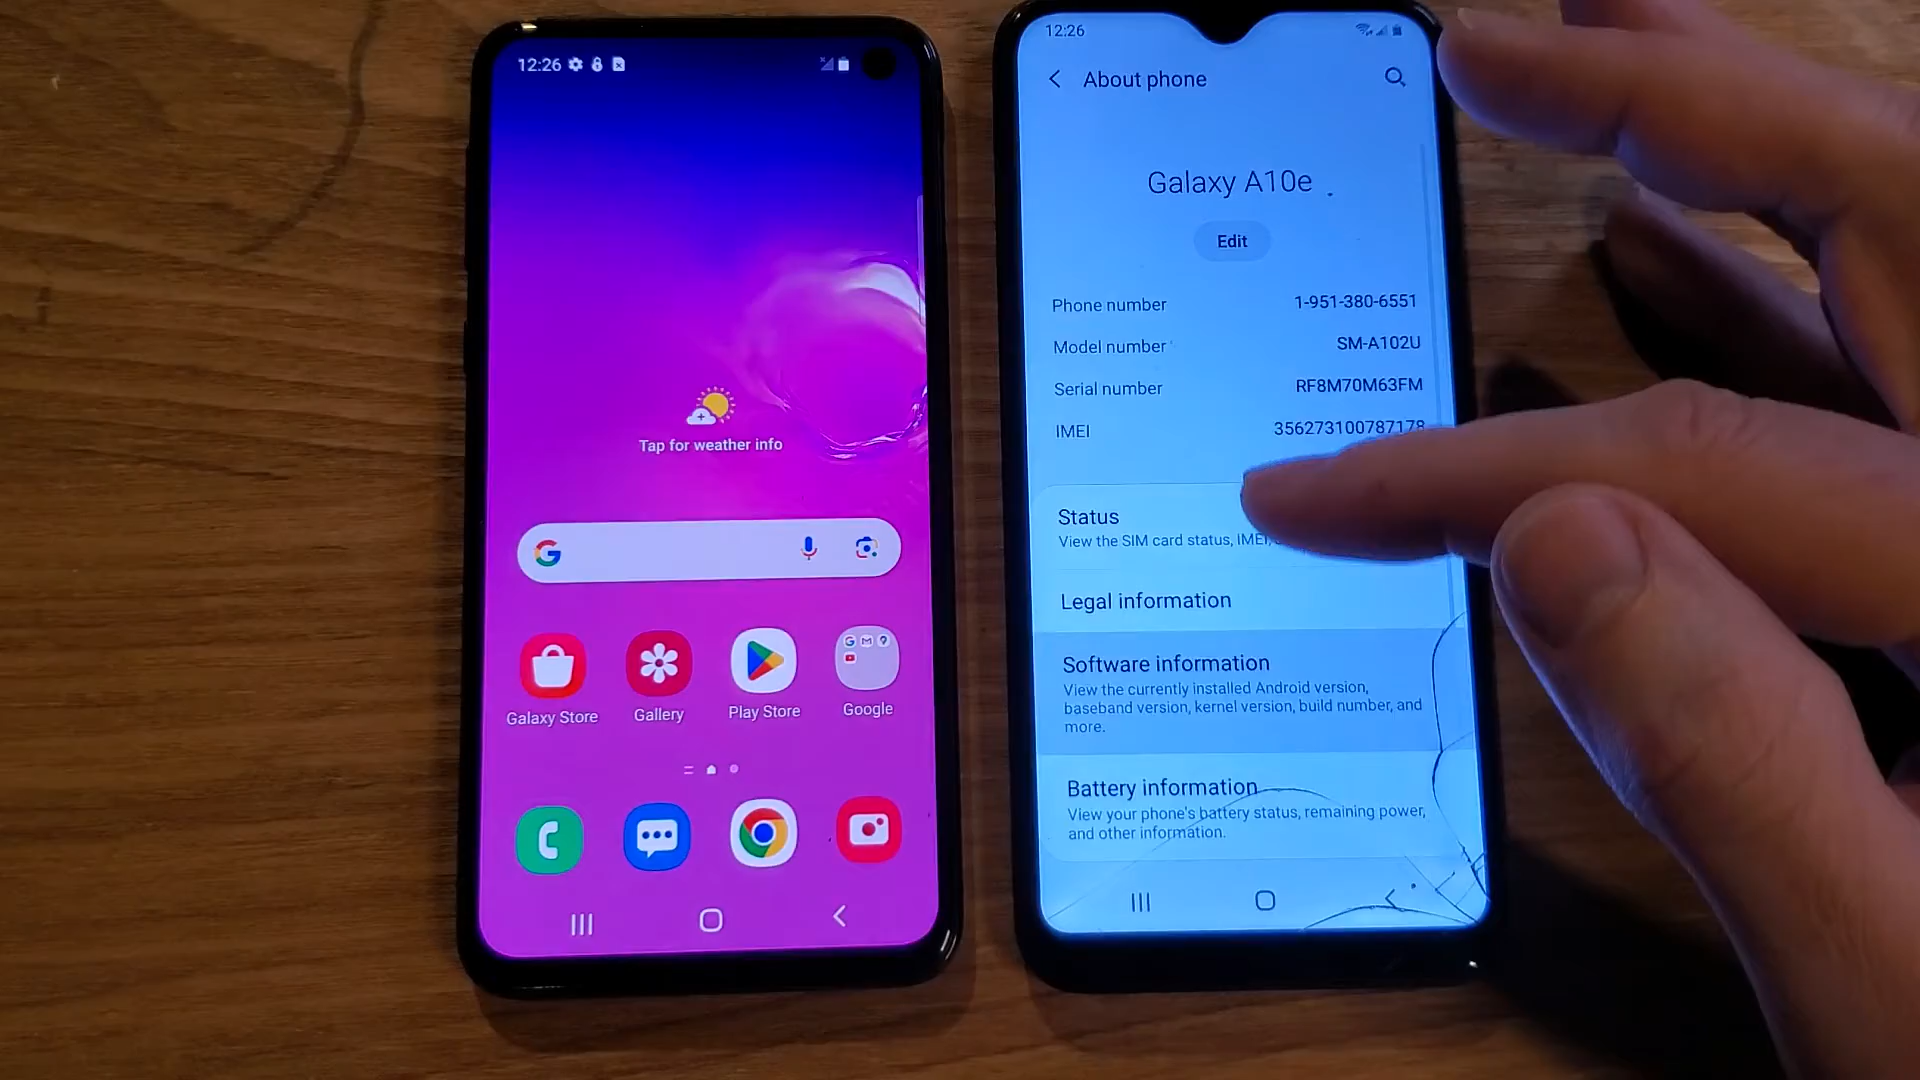 12:26
Tap for weather info
Galaxy Store
Gallery
Play Store
Google
12:26
About phone
Galaxy A10e
Edit
Phone number 1-951-380-6551
Model number SM-A102U
Serial number RF8M70M63FM
IMEI 356273100787178
Status
View the SIM card status, IMEI,
Legal information
Software information
View the currently installed Android version,
baseband version, kernel version, build number, and
more.
Battery information
View your phone's battery status, remaining power,
and other information.